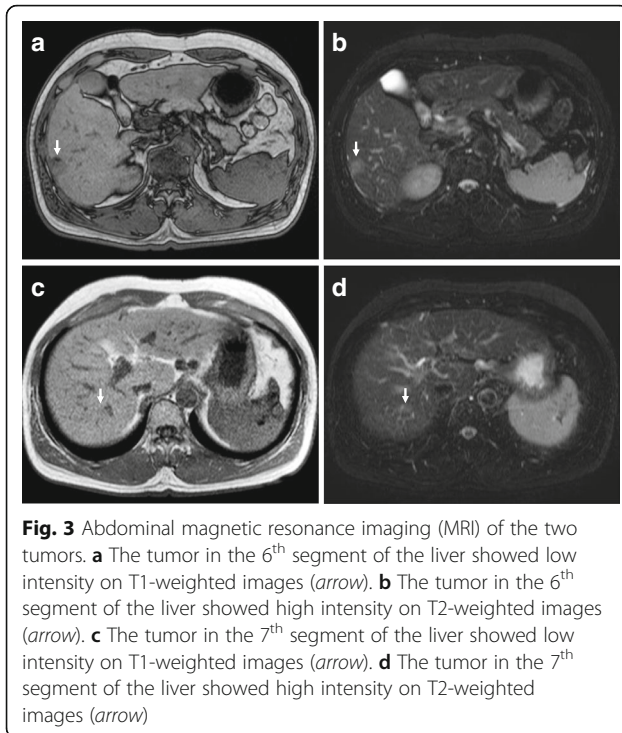 a
b
c
d
Fig. 3 Abdominal magnetic resonance imaging (MRI) of the two
tumors. a The tumor in the 6th segment of the liver showed low
intensity on T1-weighted images (arrow). b The tumor in the 6th
segment of the liver showed high intensity on T2-weighted images
(arrow). c The tumor in the 7th segment of the liver showed low
intensity on T1-weighted images (arrow). d The tumor in the 7th
segment of the liver showed high intensity on T2-weighted
images (arrow)